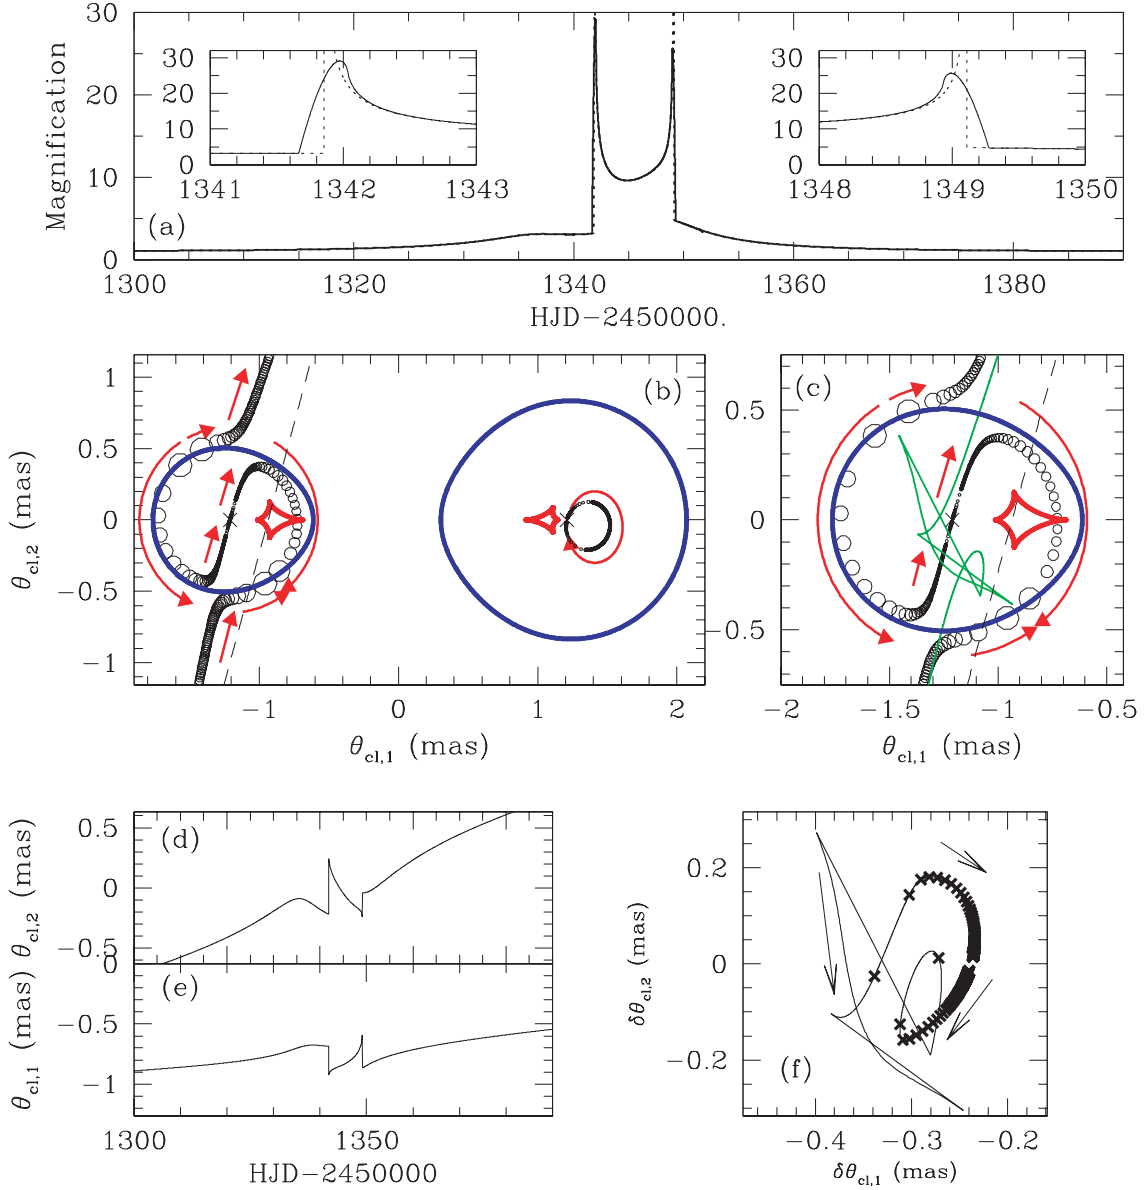 30
20
10
0
Magnification
(a)
30
20
10
0
1341 1342 1343
30
20
10
0
1348 1349 1350
1300 1320 1340 1360 1380
HJD−2450000.
1
0.5
0
−0.5
−1
θcl,2 (mas)
(b)
−1 0 1 2
θcl,1 (mas)
(c)
0.5
0
−0.5
−2 −1.5 −1 −0.5
θcl,1 (mas)
(d)
0.5
0
−0.5
θcl,2 (mas)
(e)
0
−0.5
−1
θcl,1 (mas)
1300 1350
HJD−2450000
0.2
0
−0.2
δθcl,2 (mas)
(f)
−0.4 −0.3 −0.2
δθcl,1 (mas)